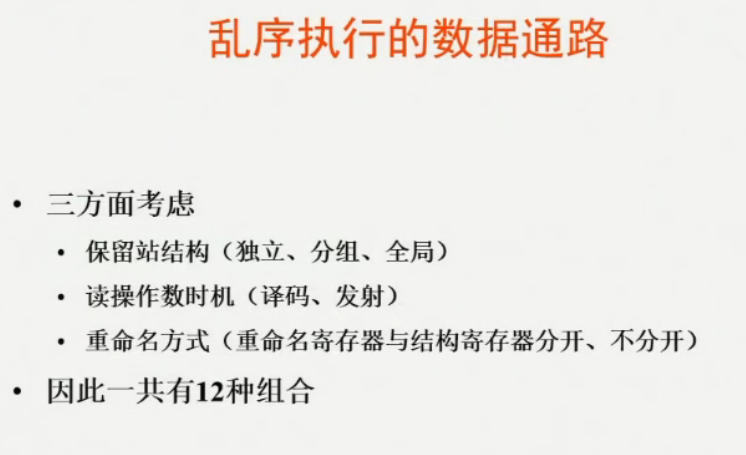 乱序执行的数据通路
• 三方面考虑
• 保留站结构（独立、分组、全局）
• 读操作数时机（译码、发射）
• 重命名方式（重命名寄存器与结构寄存器分开、不分开）
• 因此一共有12种组合